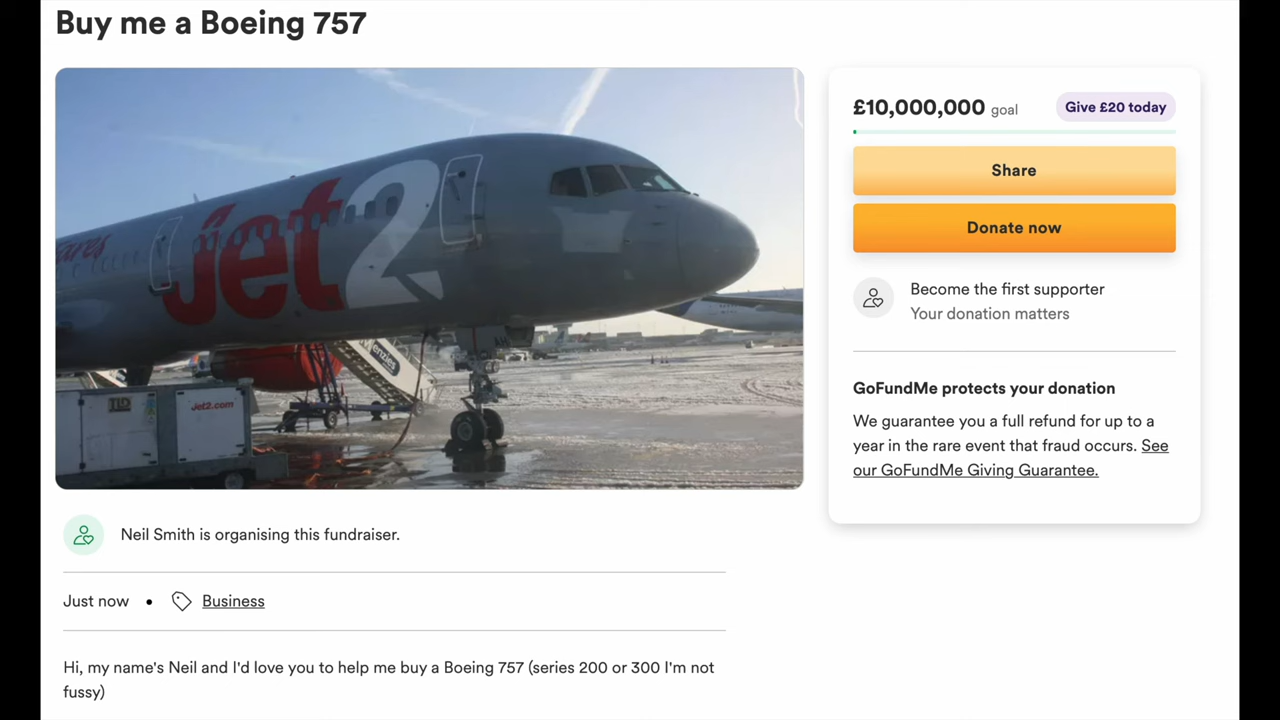 Buy me a Boeing 757
fares
Jet2
Menzies
TLD
Jet2.com
£10,000,000 goal
Give £20 today
Share
Donate now
Become the first supporter
Your donation matters
GoFundMe protects your donation
We guarantee you a full refund for up to a
year in the rare event that fraud occurs. See
our GoFundMe Giving Guarantee.
Neil Smith is organising this fundraiser.
Just now • Business
Hi, my name's Neil and I'd love you to help me buy a Boeing 757 (series 200 or 300 I'm not
fussy)